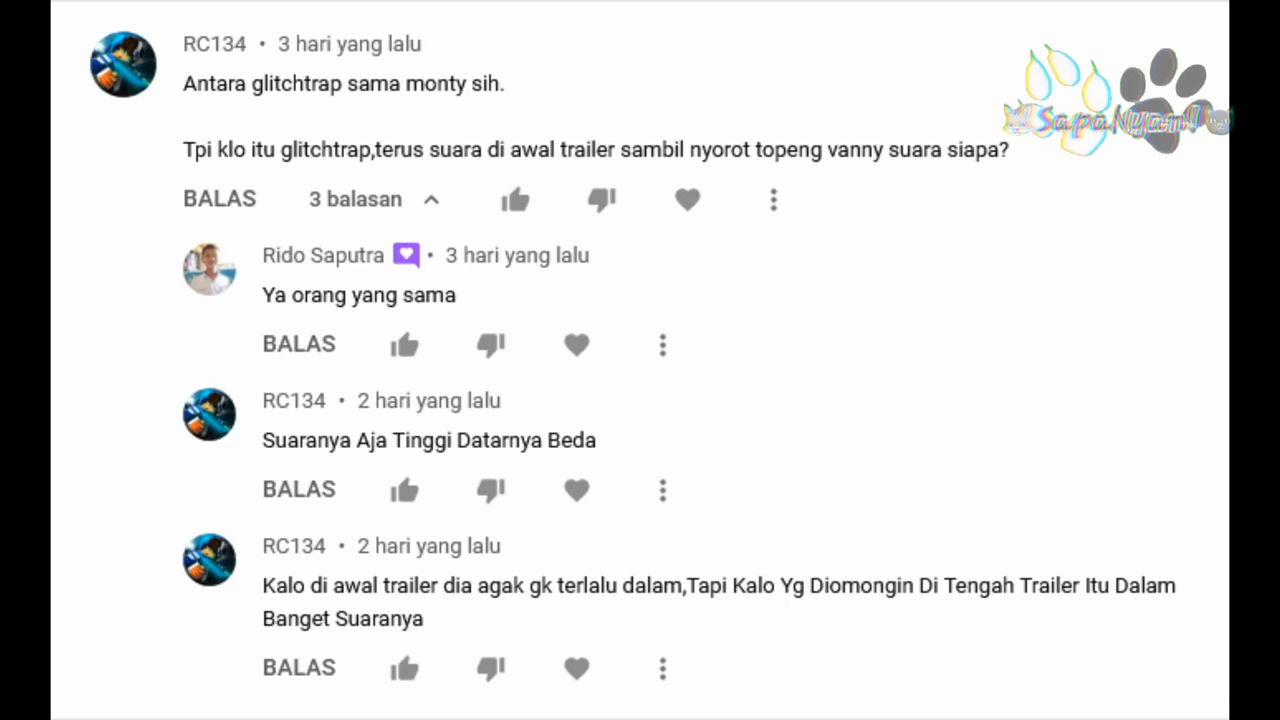 RC134 • 3 hari yang lalu
Antara glitchtrap sama monty sih.
SapaNyam!
Tpi klo itu glitchtrap,terus suara di awal trailer sambil nyorot topeng vanny suara siapa?
BALAS 3 balasan
Rido Saputra • 3 hari yang lalu
Ya orang yang sama
BALAS
RC134 • 2 hari yang lalu
Suaranya Aja Tinggi Datarnya Beda
BALAS
RC134 • 2 hari yang lalu
Kalo di awal trailer dia agak gk terlalu dalam,Tapi Kalo Yg Diomongin Di Tengah Trailer Itu Dalam
Banget Suaranya
BALAS